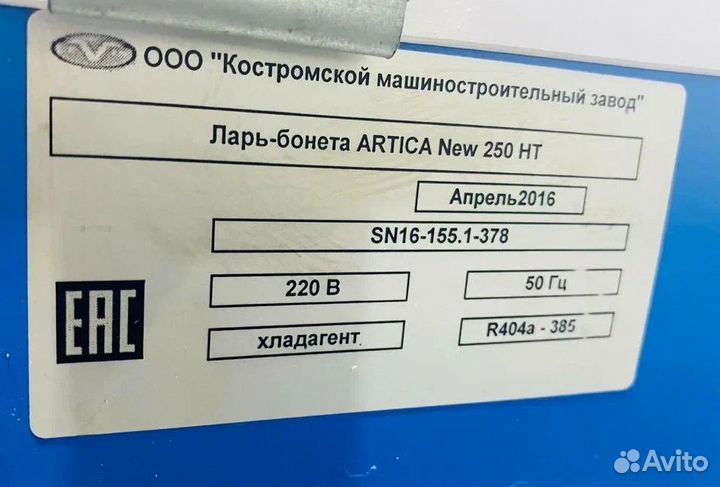 ООО "Костромской машиностроительный завод"
Ларь-бонета ARTICA New 250 НТ
Апрель2016
SN16-155.1-378
220 В
50 Гц
хладагент
R404a - 385
EAC
Avito